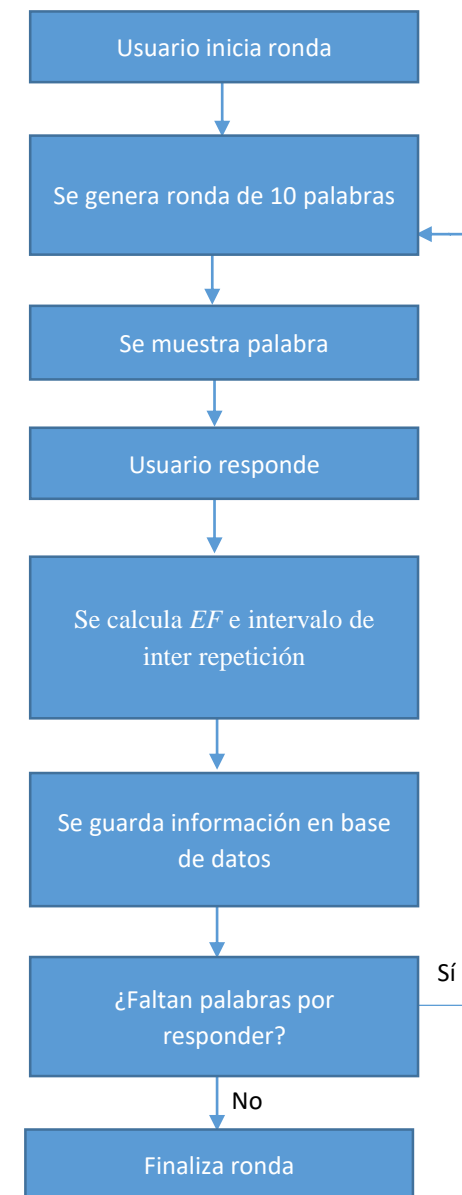 Usuario inicia ronda
Se genera ronda de 10 palabras
Se muestra palabra
Usuario responde
Se calcula EF e intervalo de
inter repetición
Se guarda información en base
de datos
¿Faltan palabras por
responder?
Sí
No
Finaliza ronda